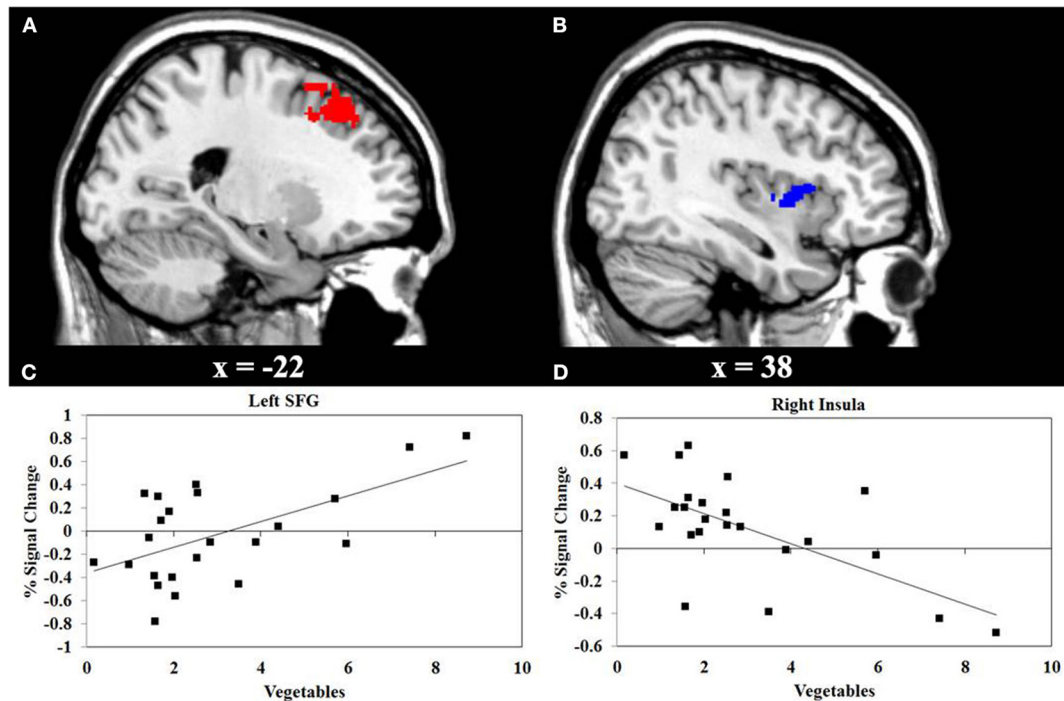 A
B
x = -22
x = 38
C
D
Left SFG
Right Insula
% Signal Change
1
0.8
0.6
0.4
0.2
0
-0.2
-0.4
-0.6
-0.8
-1
0 2 4 6 8 10
Vegetables
% Signal Change
0.8
0.6
0.4
0.2
0
-0.2
-0.4
-0.6
0 2 4 6 8 10
Vegetables